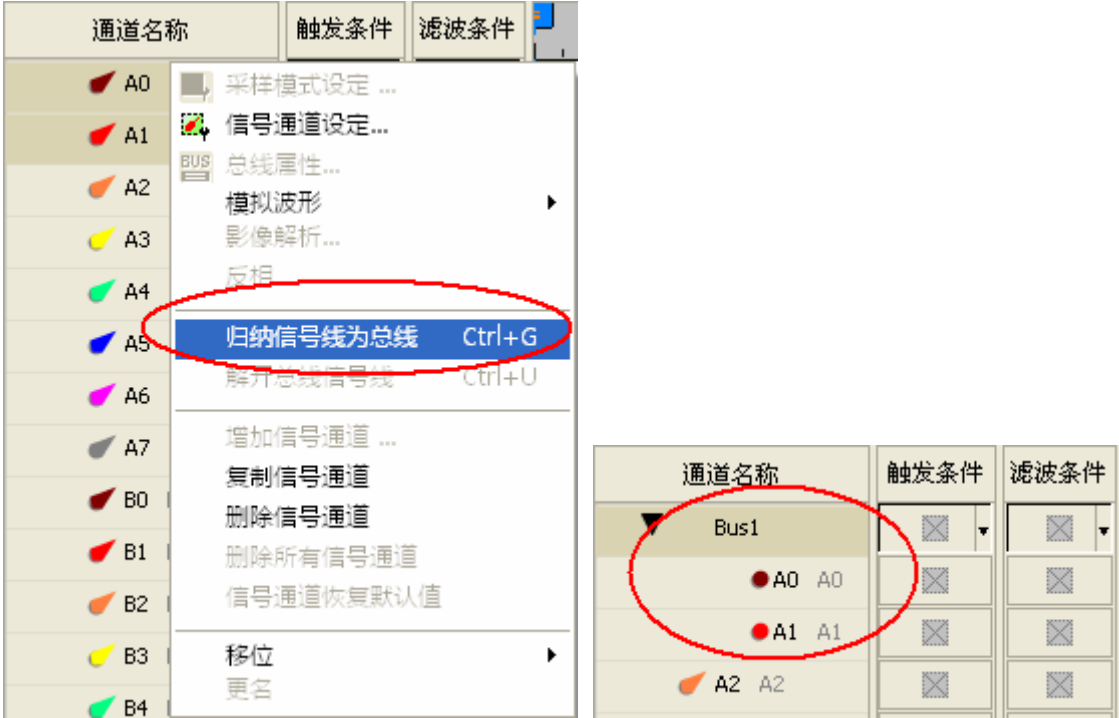 通道名称 触发条件 滤波条件
A0
A1
A2
A3
A4
A5
A6
A7
B0
B1
B2
B3
B4
采样模式设定 ...
信号通道设定...
BUS 总线属性...
模拟波形
影像解析...
反相
归纳信号线为总线 Ctrl+G
解开总线信号线 Ctrl+U
增加信号通道 ...
复制信号通道
删除信号通道
删除所有信号通道
信号通道恢复默认值
移位
更名
通道名称 触发条件 滤波条件
Bus1
A0 A0
A1 A1
A2 A2